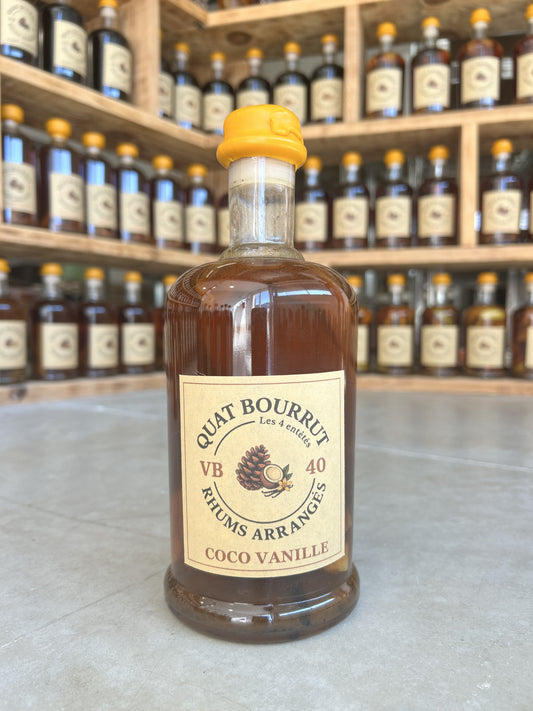 QUAT BOURRUT
Les 4 entêtés
VB 40
RHUMS ARRANGÉS
COCO VANILLE